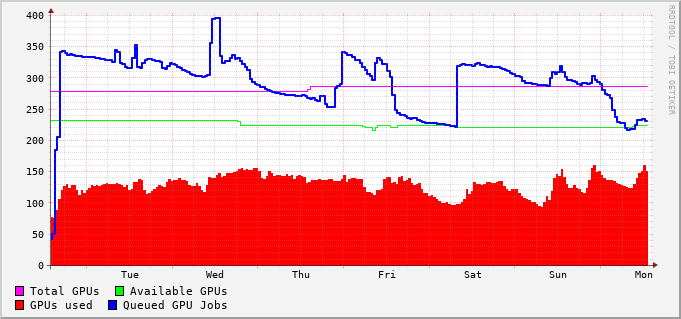 400
350
300
250
200
150
100
50
0
Tue Wed Thu Fri Sat Sun Mon
Total GPUs Available GPUs
GPUs used Queued GPU Jobs
RRDTOOL / TOBI OETIKER